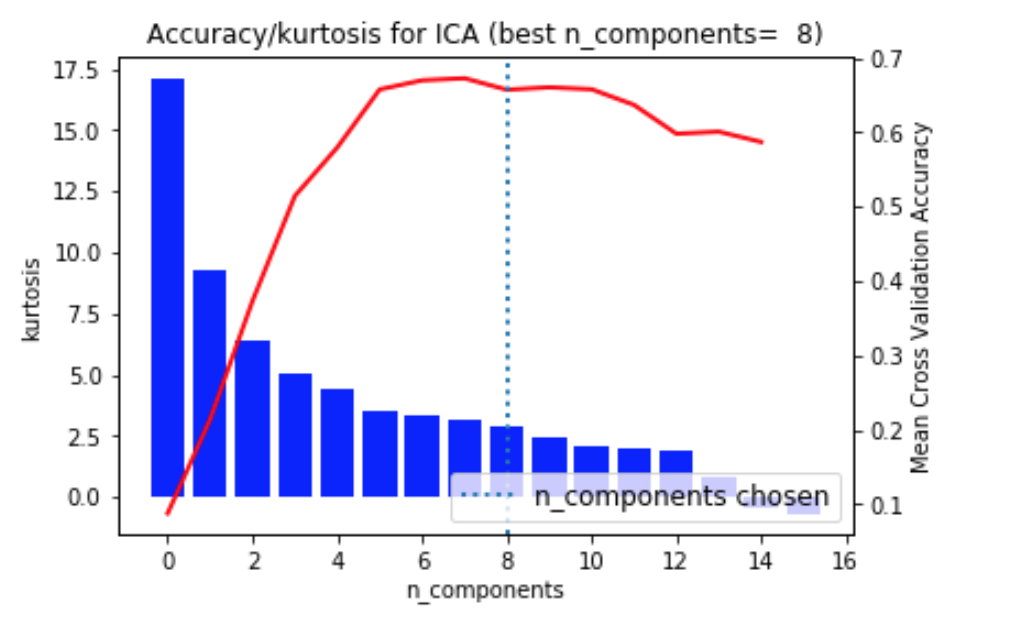 Accuracy/kurtosis for ICA (best n_components=  8)
17.5
15.0
12.5
10.0
7.5
5.0
2.5
0.0
kurtosis
0.7
0.6
0.5
0.4
0.3
0.2
0.1
Mean Cross Validation Accuracy
n_components chosen
0 2 4 6 8 10 12 14 16
n_components